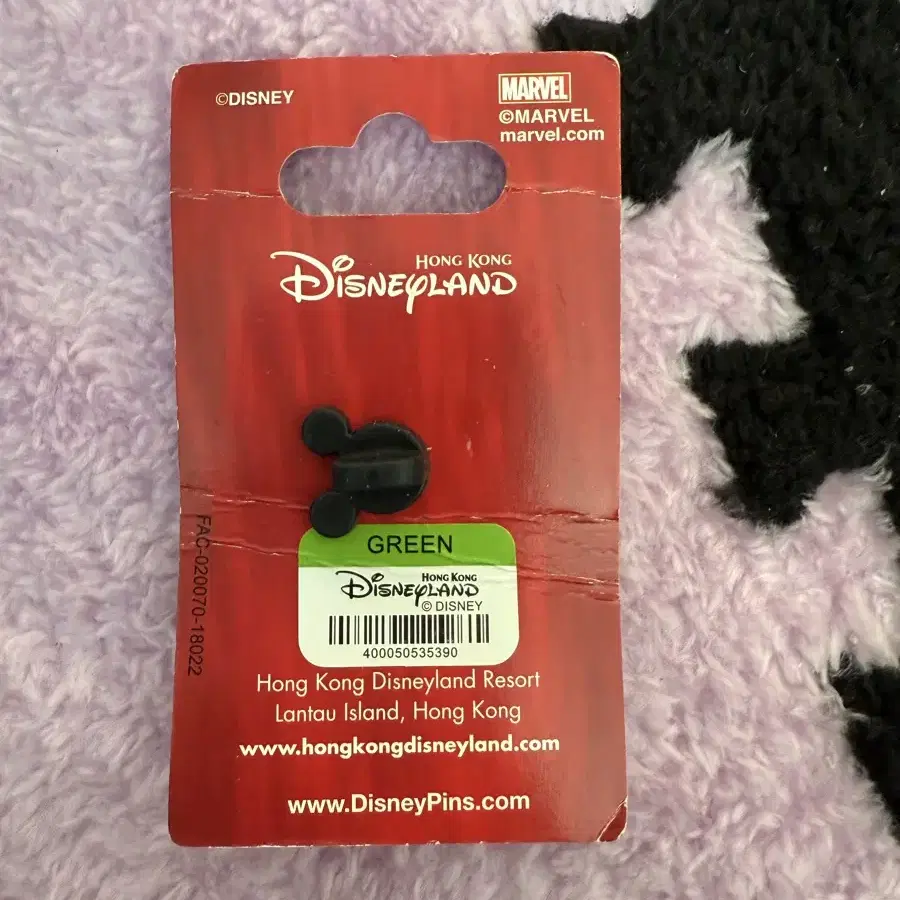 ©DISNEY
MARVEL
©MARVEL
marvel.com
HONG KONG
DISNEYLAND
GREEN
HONG KONG
DISNEYLAND
© DISNEY
400050535390
FAC-020070-18022
Hong Kong Disneyland Resort
Lantau Island, Hong Kong
www.hongkongdisneyland.com
www.DisneyPins.com